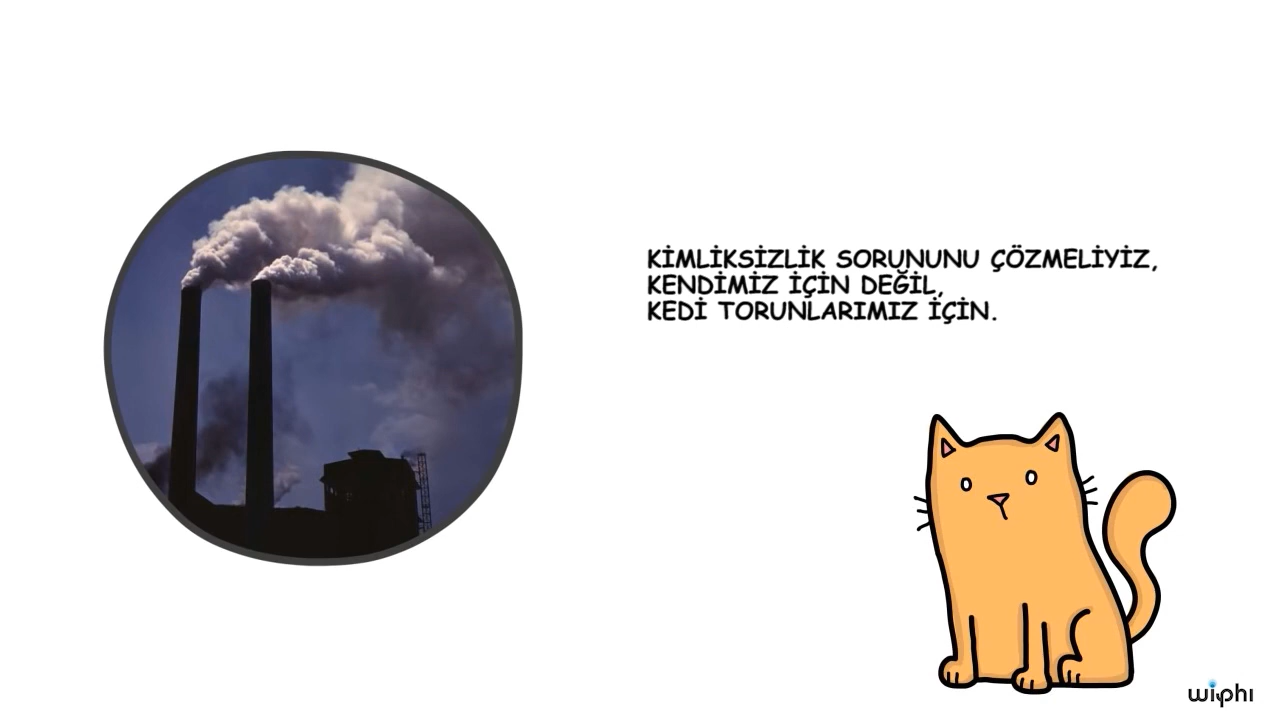 KİMLİKSİZLİK SORUNUNU ÇÖZMELİYİZ,
KENDİMİZ İÇİN DEĞİL,
KEDİ TORUNLARIMIZ İÇİN.
wiphi